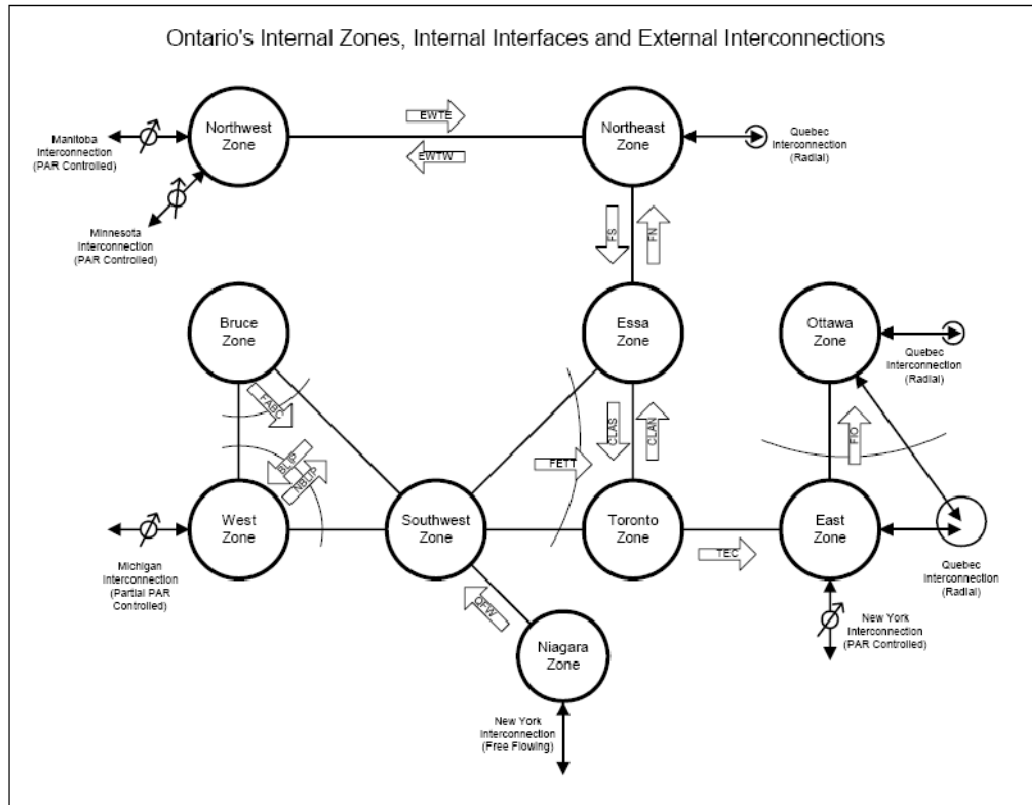 Ontario's Internal Zones, Internal Interfaces and External Interconnections
Northwest
Zone
EWTE
EWTW
Northeast
Zone
Manitoba
Interconnection
(PAR Controlled)
Quebec
Interconnection
(Radial)
Minnesota
Interconnection
(PAR Controlled)
FS
FN
Bruce
Zone
Essa
Zone
Ottawa
Zone
Quebec
Interconnection
(Radial)
FABC
CLAS
CLAN
FIO
BLIP
NBLIP
FETT
West
Zone
Southwest
Zone
Toronto
Zone
East
Zone
TEC
Michigan
Interconnection
(Partial PAR
Controlled)
Quebec
Interconnection
(Radial)
QFW
New York
Interconnection
(PAR Controlled)
Niagara
Zone
New York
Interconnection
(Free Flowing)